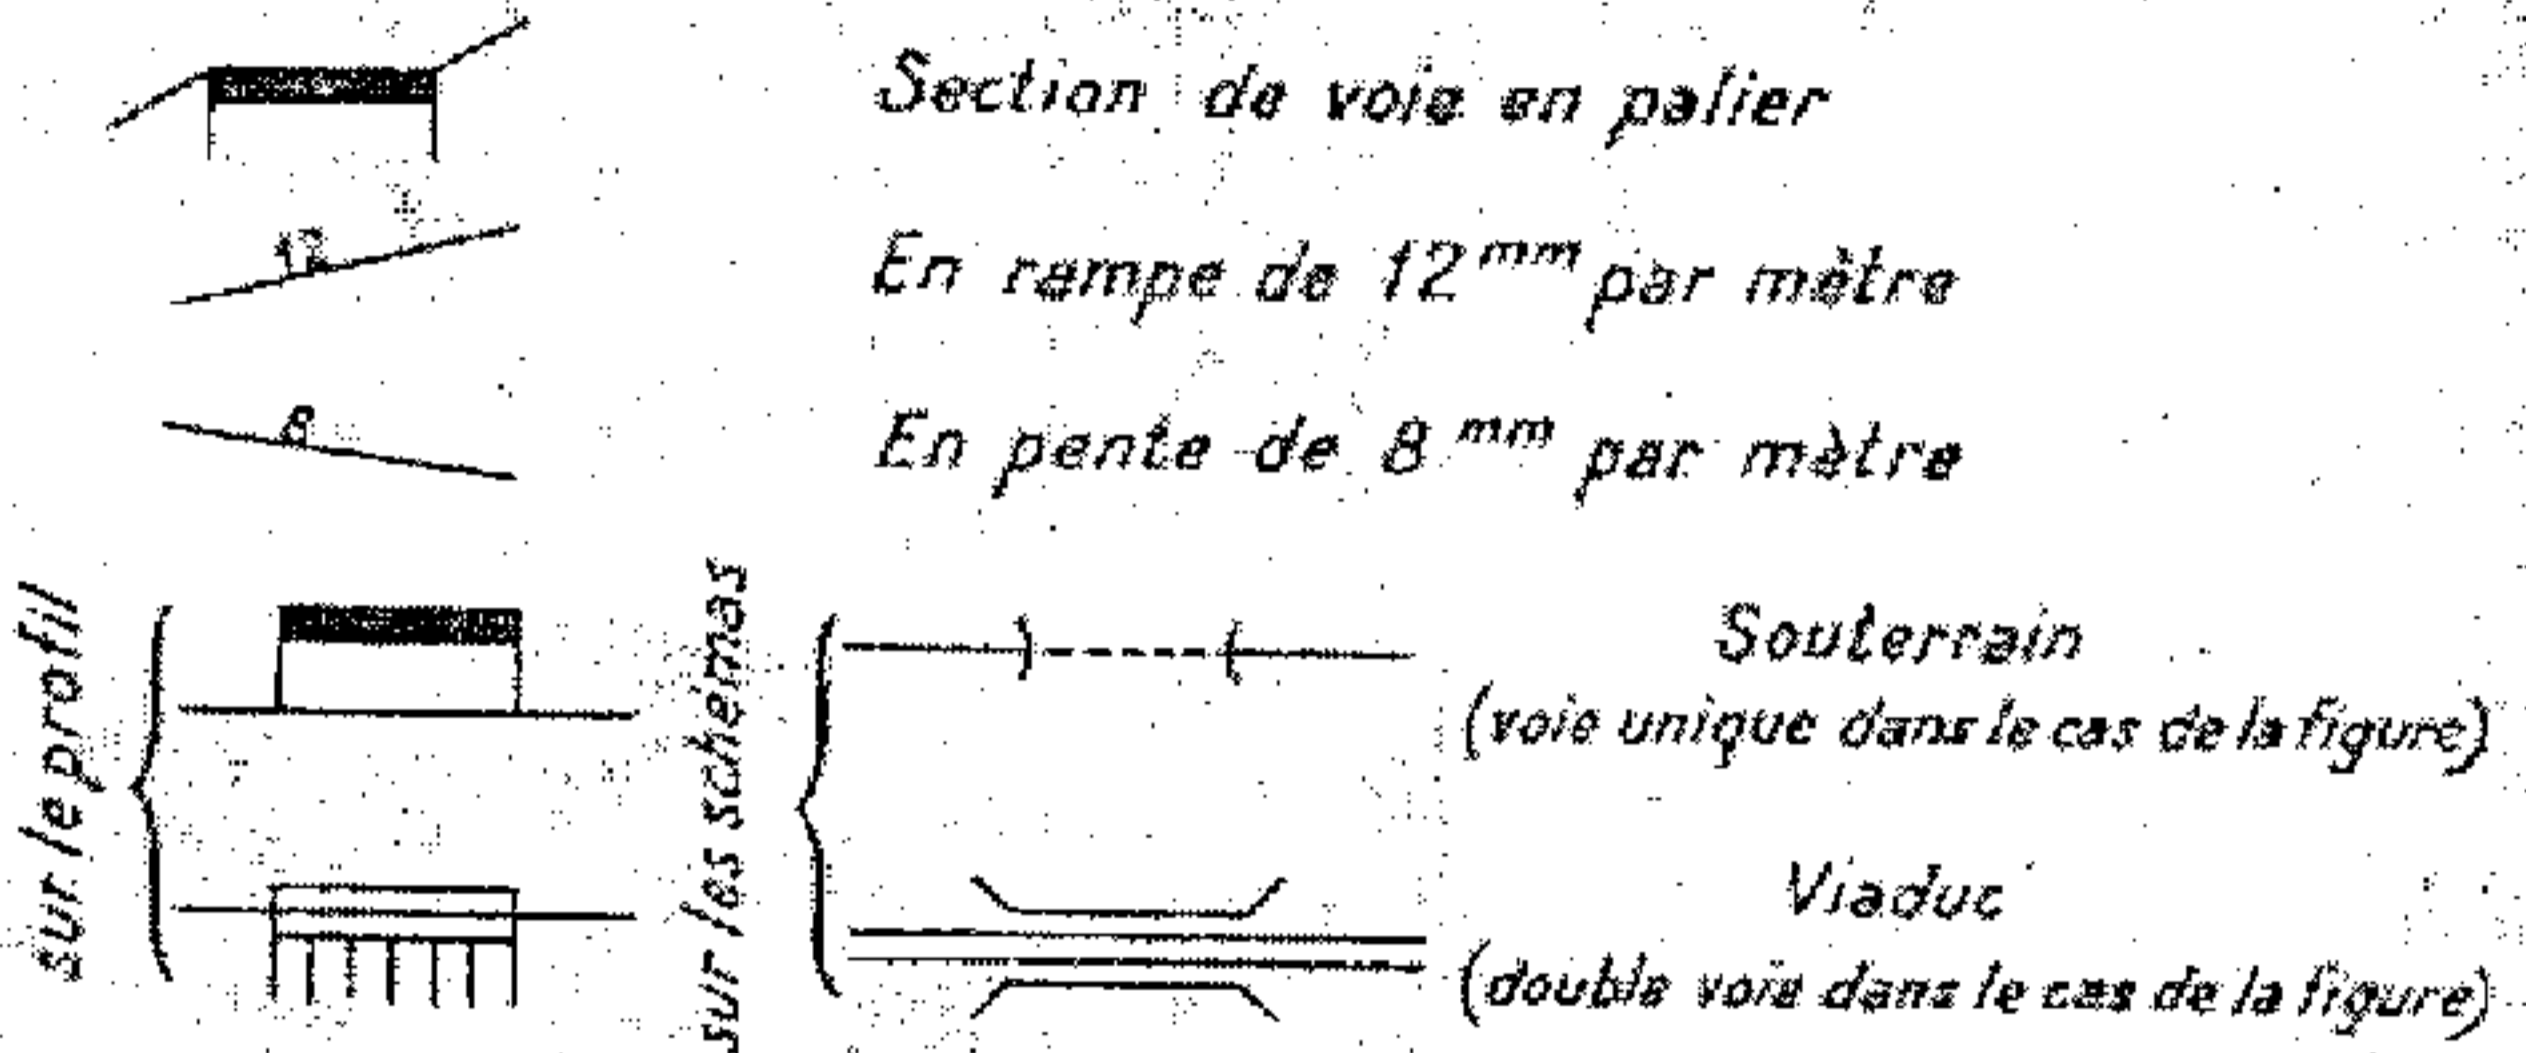 Section de voie en palier
12
En rampe de 12 mm par mètre
8
En pente de 8 mm par mètre
sur le profil
sur les schémas
Souterrain
(voie unique dans le cas de la figure)
Viaduc
(double voie dans le cas de la figure)